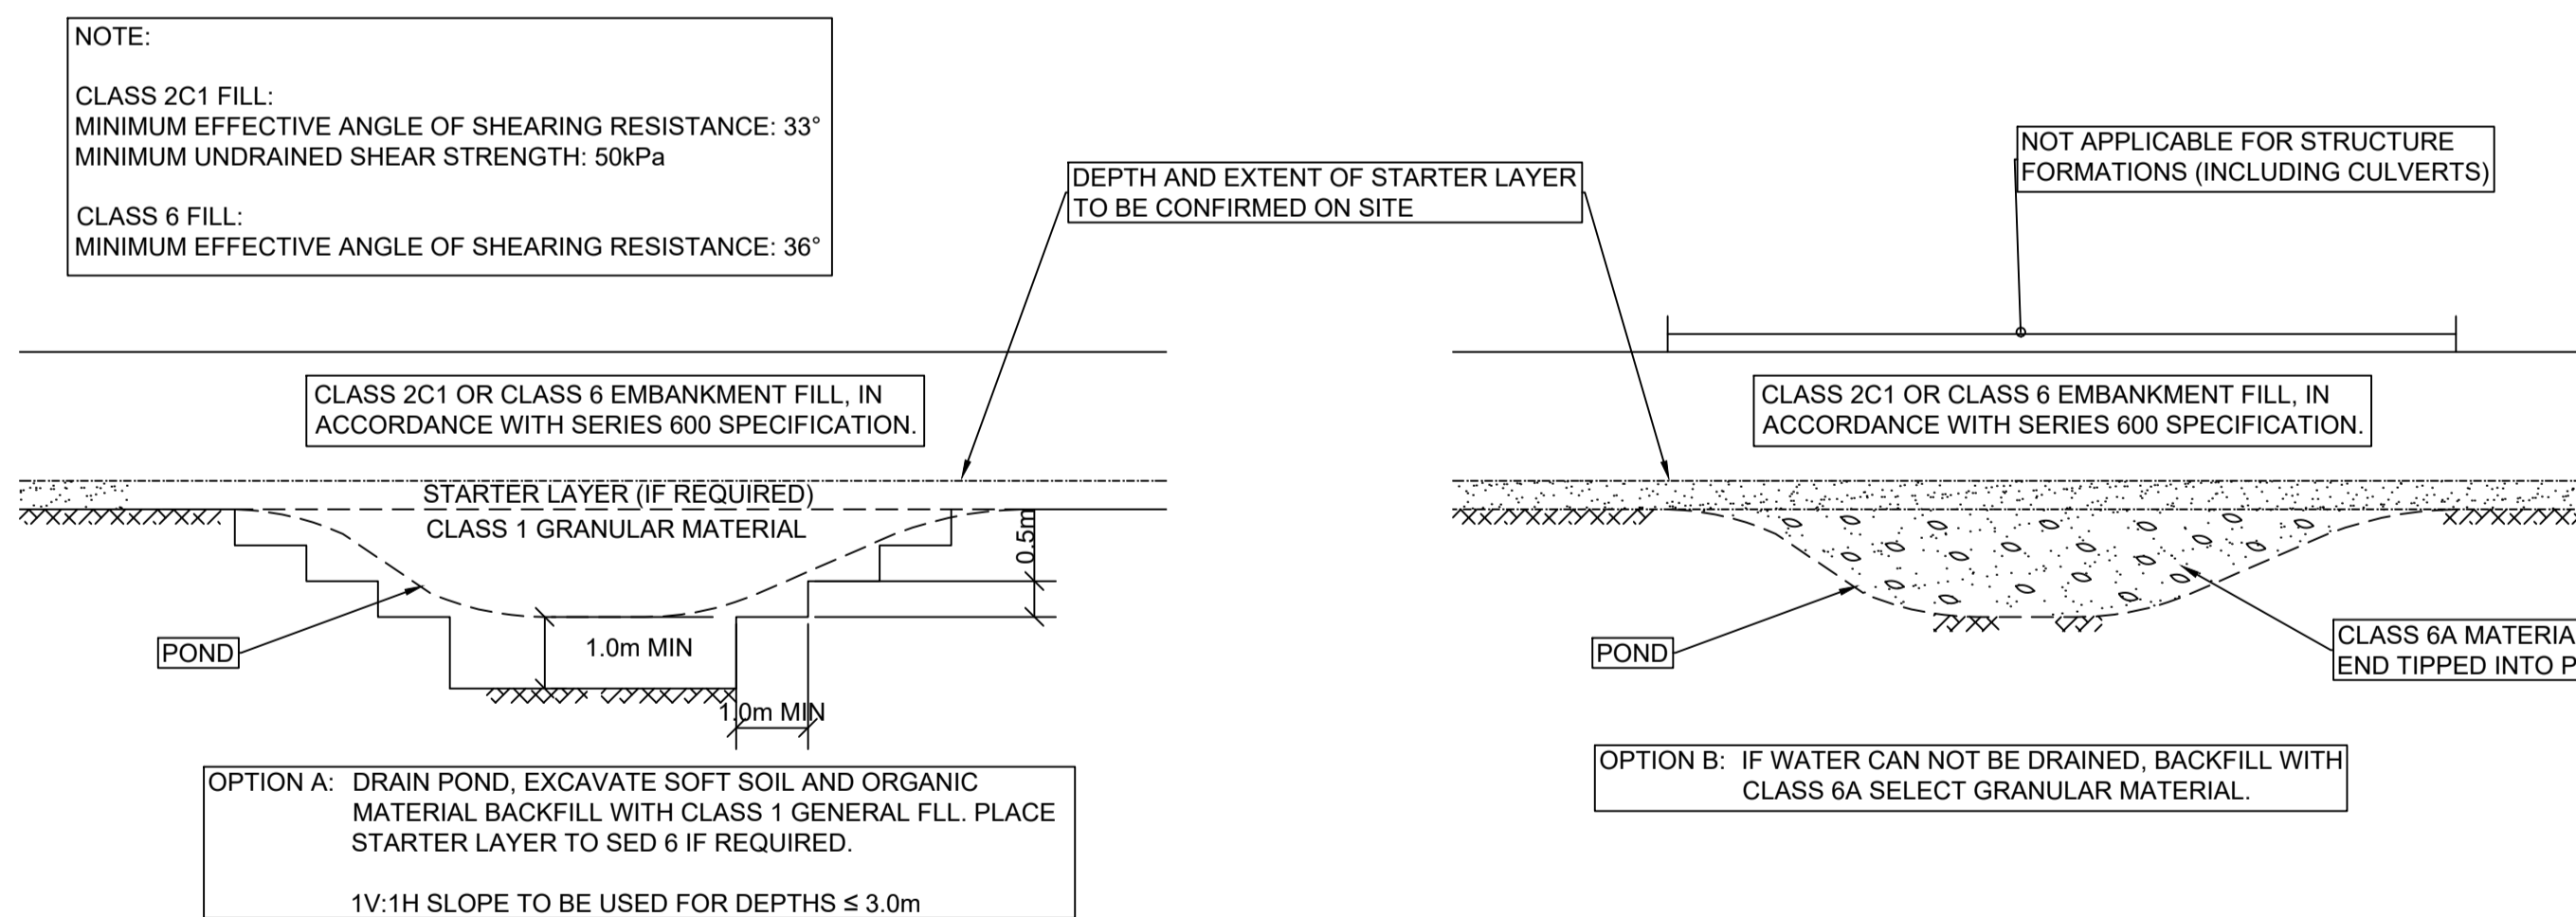 NOTE:
CLASS 2C1 FILL:
MINIMUM EFFECTIVE ANGLE OF SHEARING RESISTANCE: 33°
MINIMUM UNDRAINED SHEAR STRENGTH: 50kPa
CLASS 6 FILL:
MINIMUM EFFECTIVE ANGLE OF SHEARING RESISTANCE: 36°
DEPTH AND EXTENT OF STARTER LAYER
TO BE CONFIRMED ON SITE
NOT APPLICABLE FOR STRUCTURE
FORMATIONS (INCLUDING CULVERTS)
CLASS 2C1 OR CLASS 6 EMBANKMENT FILL, IN
ACCORDANCE WITH SERIES 600 SPECIFICATION.
CLASS 2C1 OR CLASS 6 EMBANKMENT FILL, IN
ACCORDANCE WITH SERIES 600 SPECIFICATION.
STARTER LAYER (IF REQUIRED)
CLASS 1 GRANULAR MATERIAL
0.5m
POND
1.0m MIN
1.0m MIN
POND
CLASS 6A MATERIA
END TIPPED INTO P
OPTION A: DRAIN POND, EXCAVATE SOFT SOIL AND ORGANIC
MATERIAL BACKFILL WITH CLASS 1 GENERAL FLL. PLACE
STARTER LAYER TO SED 6 IF REQUIRED.
1V:1H SLOPE TO BE USED FOR DEPTHS ≤ 3.0m
OPTION B: IF WATER CAN NOT BE DRAINED, BACKFILL WITH
CLASS 6A SELECT GRANULAR MATERIAL.